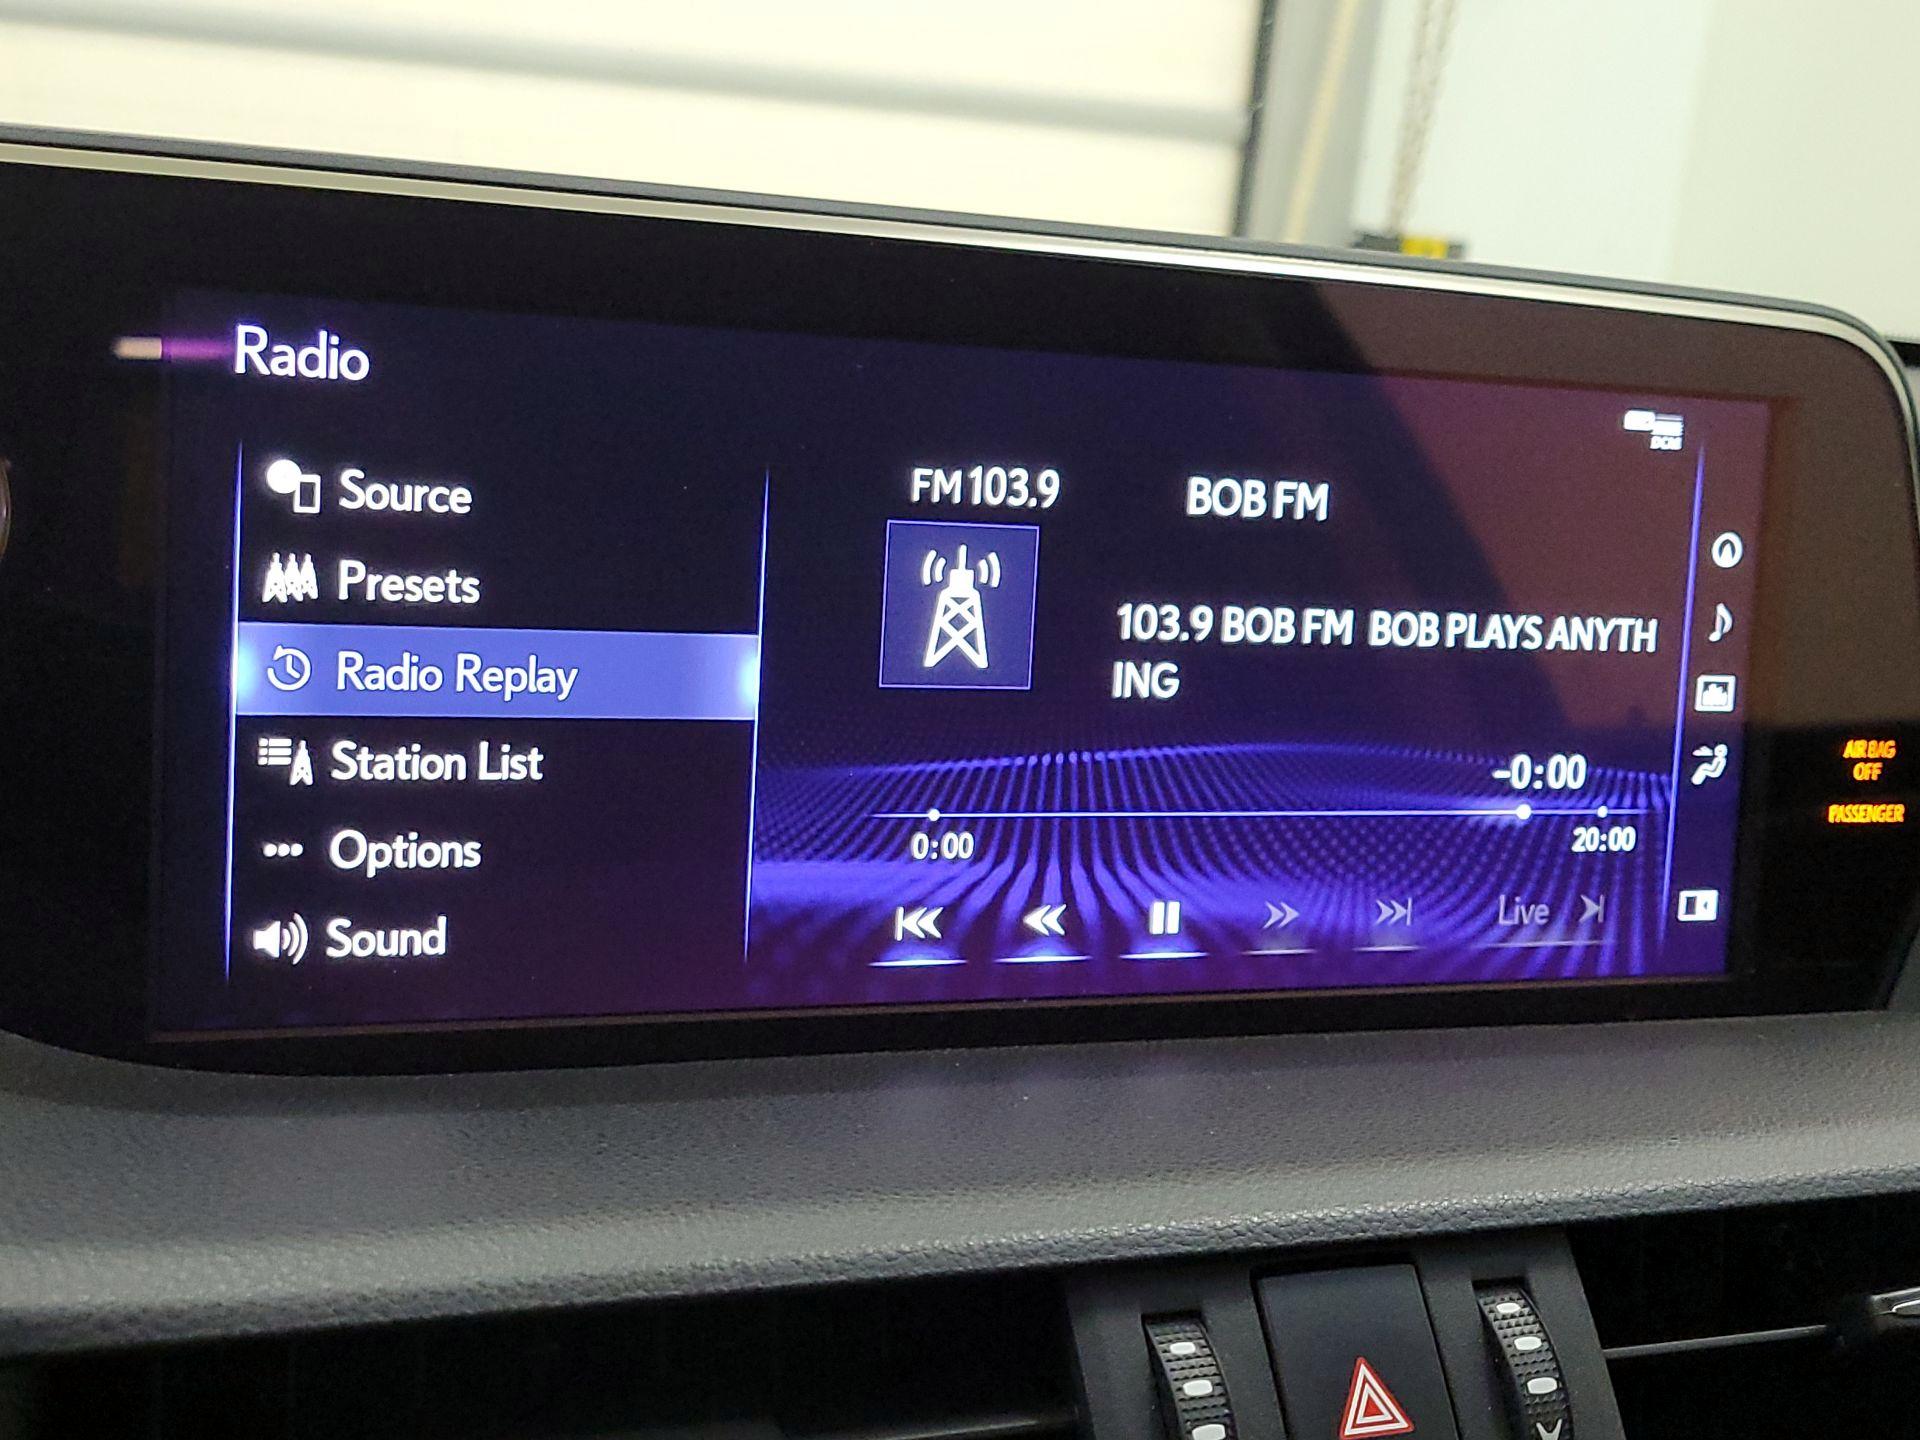 Radio
Source
Presets
Radio Replay
Station List
Options
Sound
FM 103.9
BOB FM
103.9 BOB FM BOB PLAYS ANYTH
ING
-0:00
0:00
20:00
Live
DCM
AIR BAG
OFF
PASSENGER